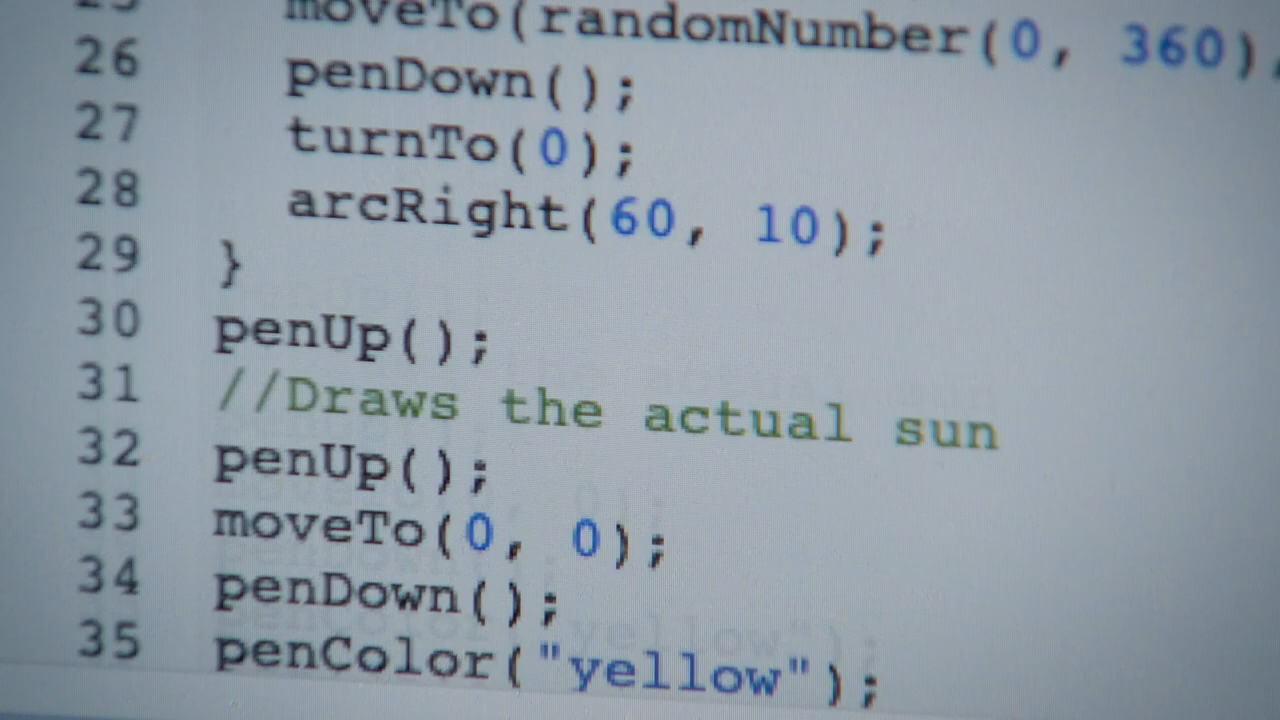 25 moveTo(randomNumber(0, 360),
26 penDown();
27 turnTo(0);
28 arcRight(60, 10);
29 }
30 penUp();
31 //Draws the actual sun
32 penUp();
33 moveTo(0, 0);
34 penDown();
35 penColor("yellow");